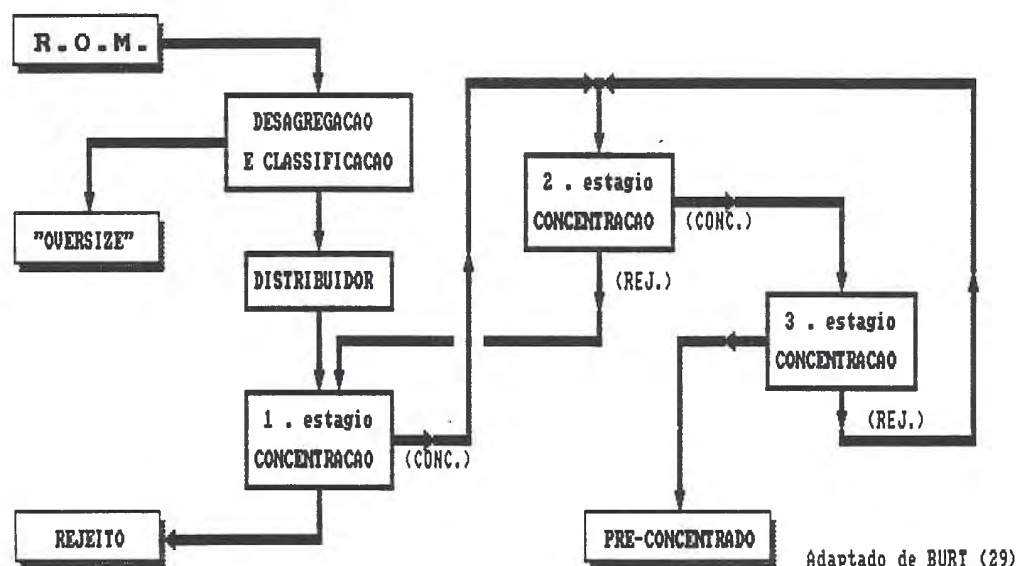 R.O.M.
DESAGREGACAO
E CLASSIFICACAO
"OVERSIZE"
DISTRIBUIDOR
1 . estagio
CONCENTRACAO
(CONC.)
REJEITO
2 . estagio
CONCENTRACAO
(CONC.)
(REJ.)
3 . estagio
CONCENTRACAO
(REJ.)
PRE-CONCENTRADO
Adaptado de BURT (29)